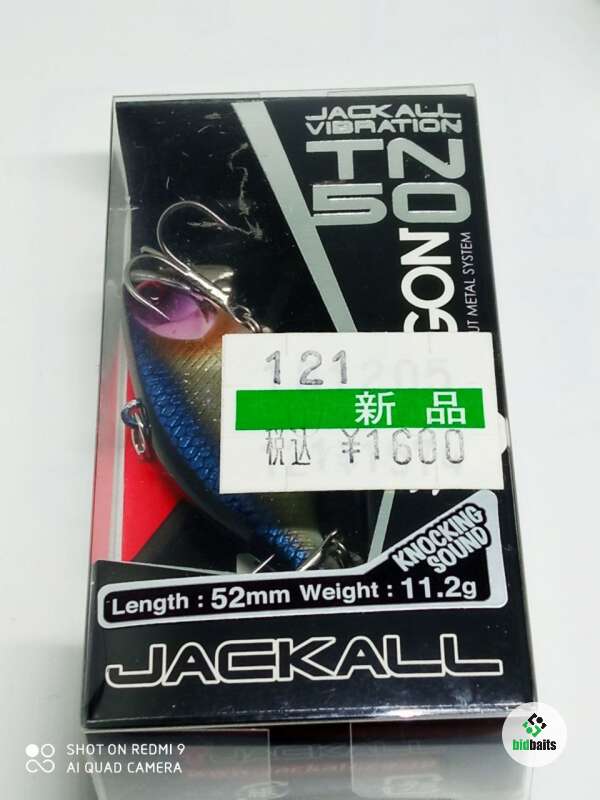 JACKALL
VIBRATION
TN
50
GON
UT METAL SYSTEM
121
新品
税込 ¥1600
KNOCKING
SOUND
Length : 52mm Weight : 11.2g
JACKALL
JACKALL
SHOT ON REDMI 9
AI QUAD CAMERA
bidbaits